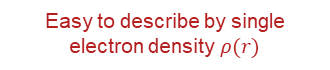 Easy to describe by single
electron density ρ(r)